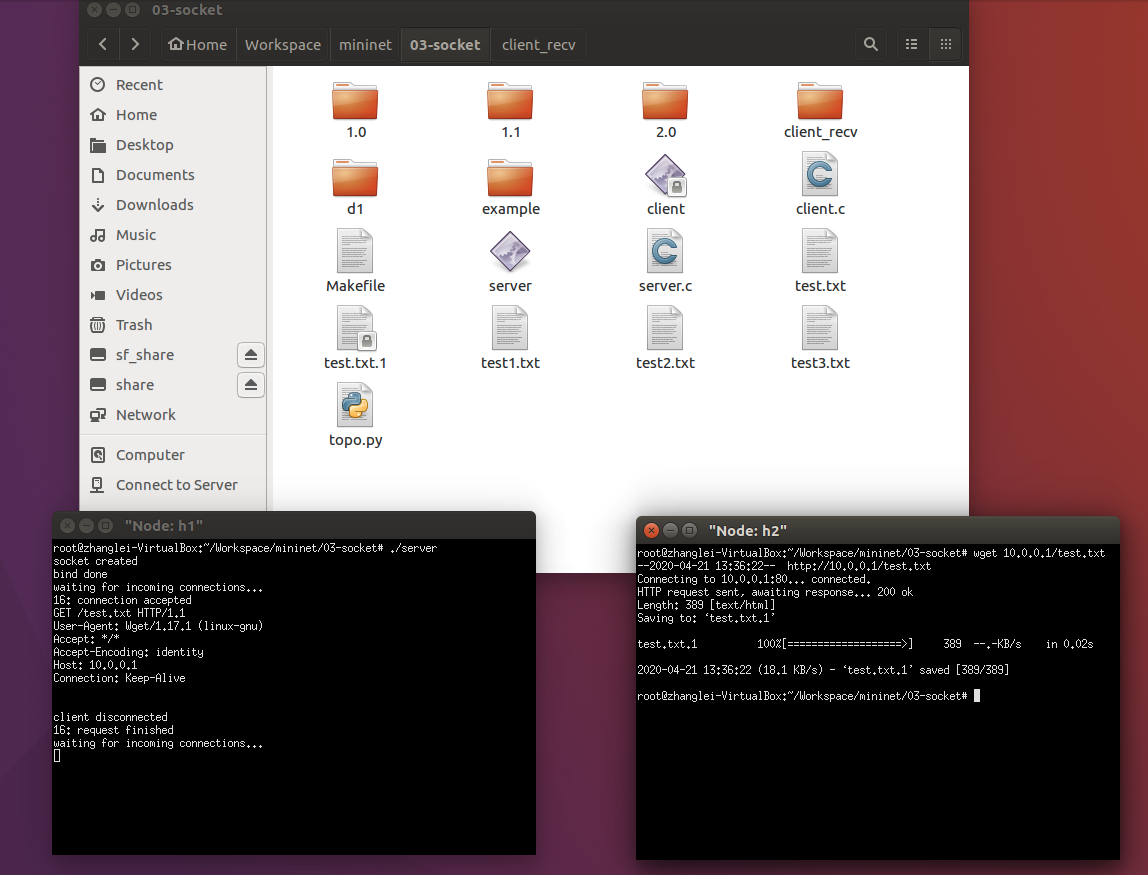 03-socket
Home Workspace mininet 03-socket client_recv
Recent
Home
Desktop
Documents
Downloads
Music
Pictures
Videos
Trash
sf_share
share
Network
Computer
Connect to Server
1.0 1.1 2.0 client_recv
d1 example client client.c
Makefile server server.c test.txt
test.txt.1 test1.txt test2.txt test3.txt
topo.py
"Node: h1"
root@zhanglei-VirtualBox:~/Workspace/mininet/03-socket# ./server
socket created
bind done
waiting for incoming connections...
16: connection accepted
GET /test.txt HTTP/1.1
User-Agent: Wget/1.17.1 (linux-gnu)
Accept: */*
Accept-Encoding: identity
Host: 10.0.0.1
Connection: Keep-Alive
client disconnected
16: request finished
waiting for incoming connections...
"Node: h2"
root@zhanglei-VirtualBox:~/Workspace/mininet/03-socket# wget 10.0.0.1/test.txt
--2020-04-21 13:36:22--  http://10.0.0.1/test.txt
Connecting to 10.0.0.1:80... connected.
HTTP request sent, awaiting response... 200 ok
Length: 389 [text/html]
Saving to: ‘test.txt.1’
test.txt.1 100%[===================>] 389 --.-KB/s in 0.02s
2020-04-21 13:36:22 (18.1 KB/s) - ‘test.txt.1’ saved [389/389]
root@zhanglei-VirtualBox:~/Workspace/mininet/03-socket#